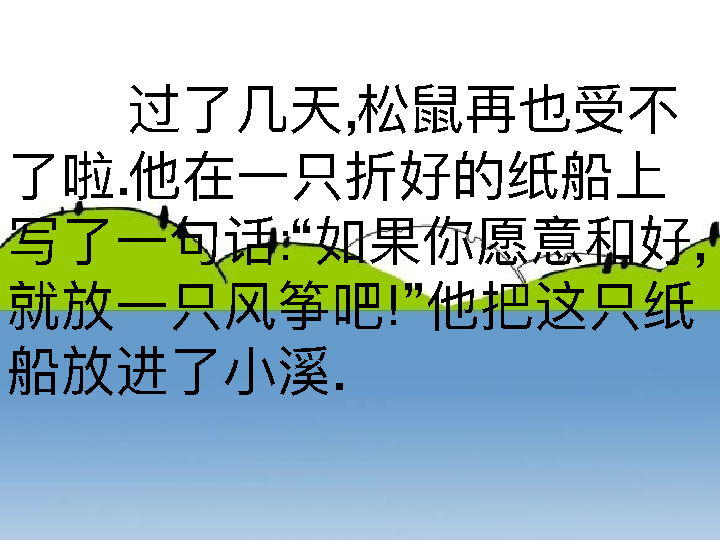 过了几天,松鼠再也受不
了啦.他在一只折好的纸船上
写了一句话:“如果你愿意和好,
就放一只风筝吧!”他把这只纸
船放进了小溪.